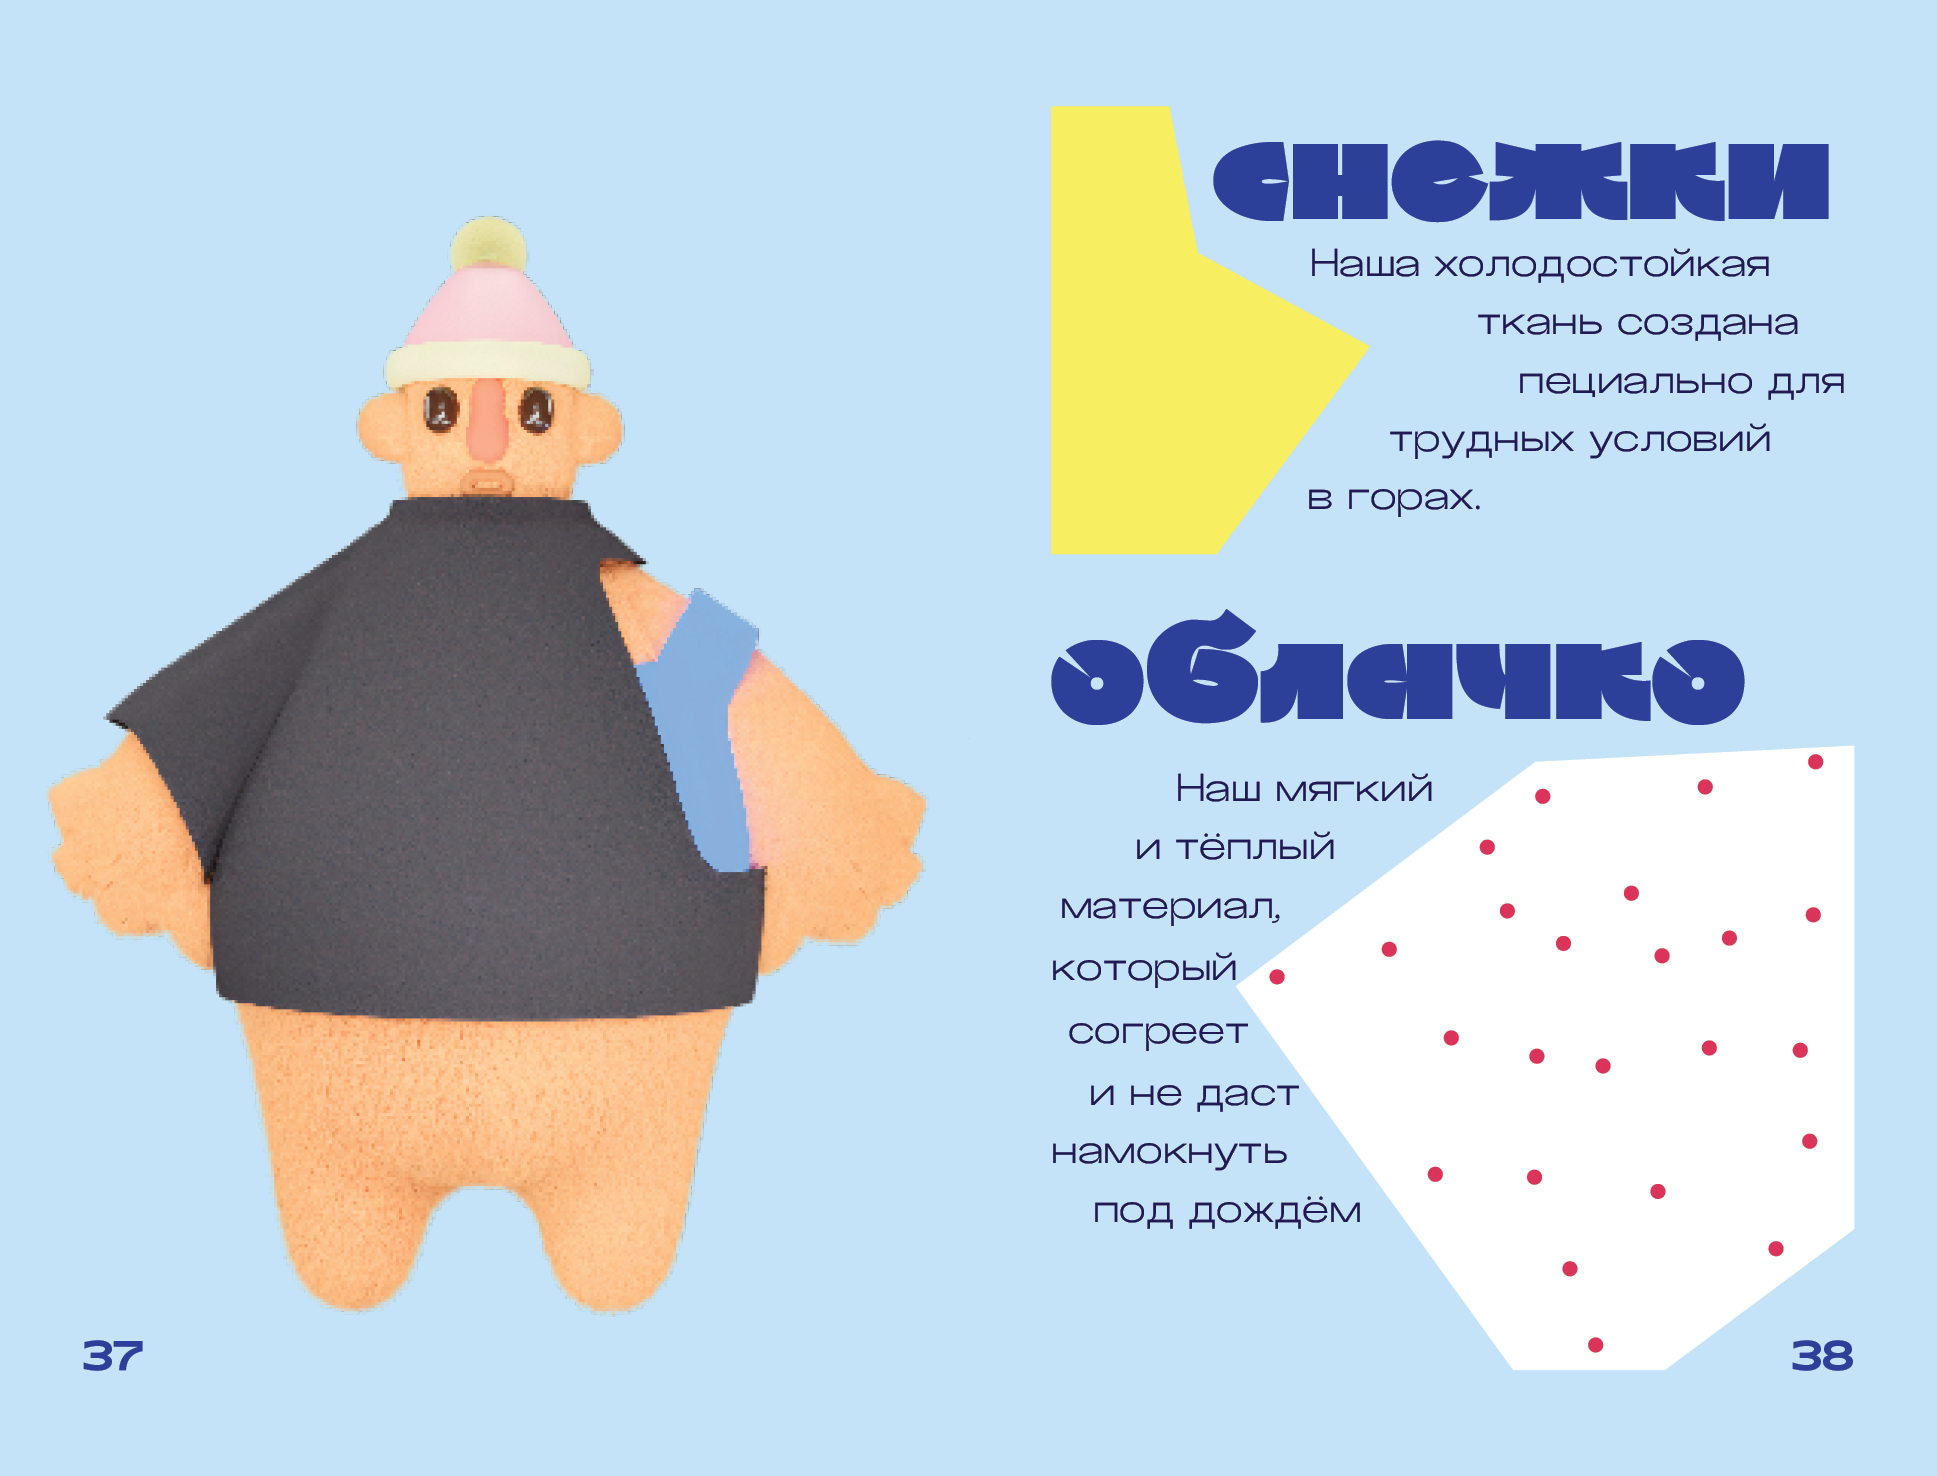 снежки
Наша холодостойкая
ткань создана
пециально для
трудных условий
в горах.
облачко
Наш мягкий
и тёплый
материал,
который
согреет
и не даст
намокнуть
под дождём
37
38